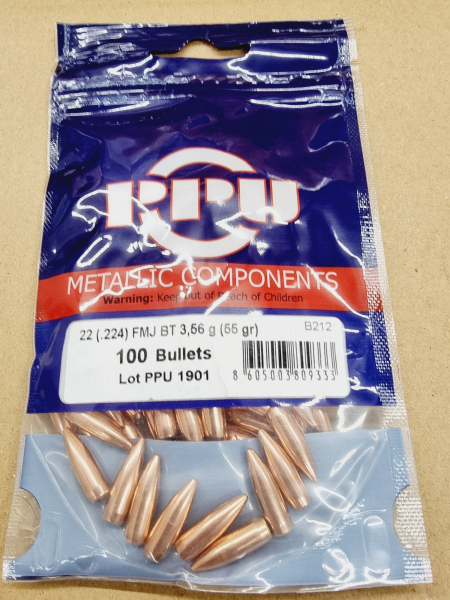 PPU
METALLIC COMPONENTS
Warning: Keep Out of Reach of Children
22 (.224) FMJ BT 3,56 g (55 gr) B212
100 Bullets
Lot PPU 1901
8 605003 809333